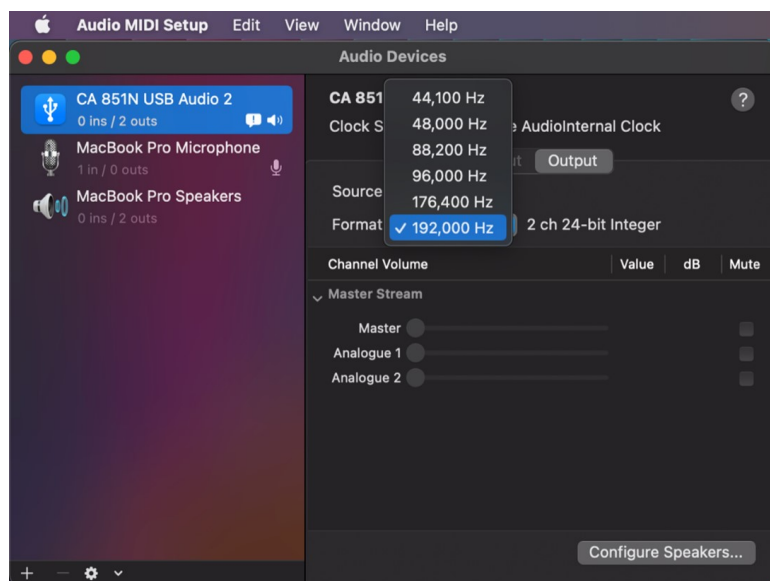 Audio MIDI Setup Edit View Window Help
Audio Devices
CA 851N USB Audio 2
0 ins / 2 outs
MacBook Pro Microphone
1 in / 0 outs
MacBook Pro Speakers
0 ins / 2 outs
CA 851
?
Clock S
AudioInternal Clock
Output
Source
Format
2 ch 24-bit Integer
44,100 Hz
48,000 Hz
88,200 Hz
96,000 Hz
176,400 Hz
✓ 192,000 Hz
Channel Volume Value dB Mute
Master Stream
Master
Analogue 1
Analogue 2
Configure Speakers...